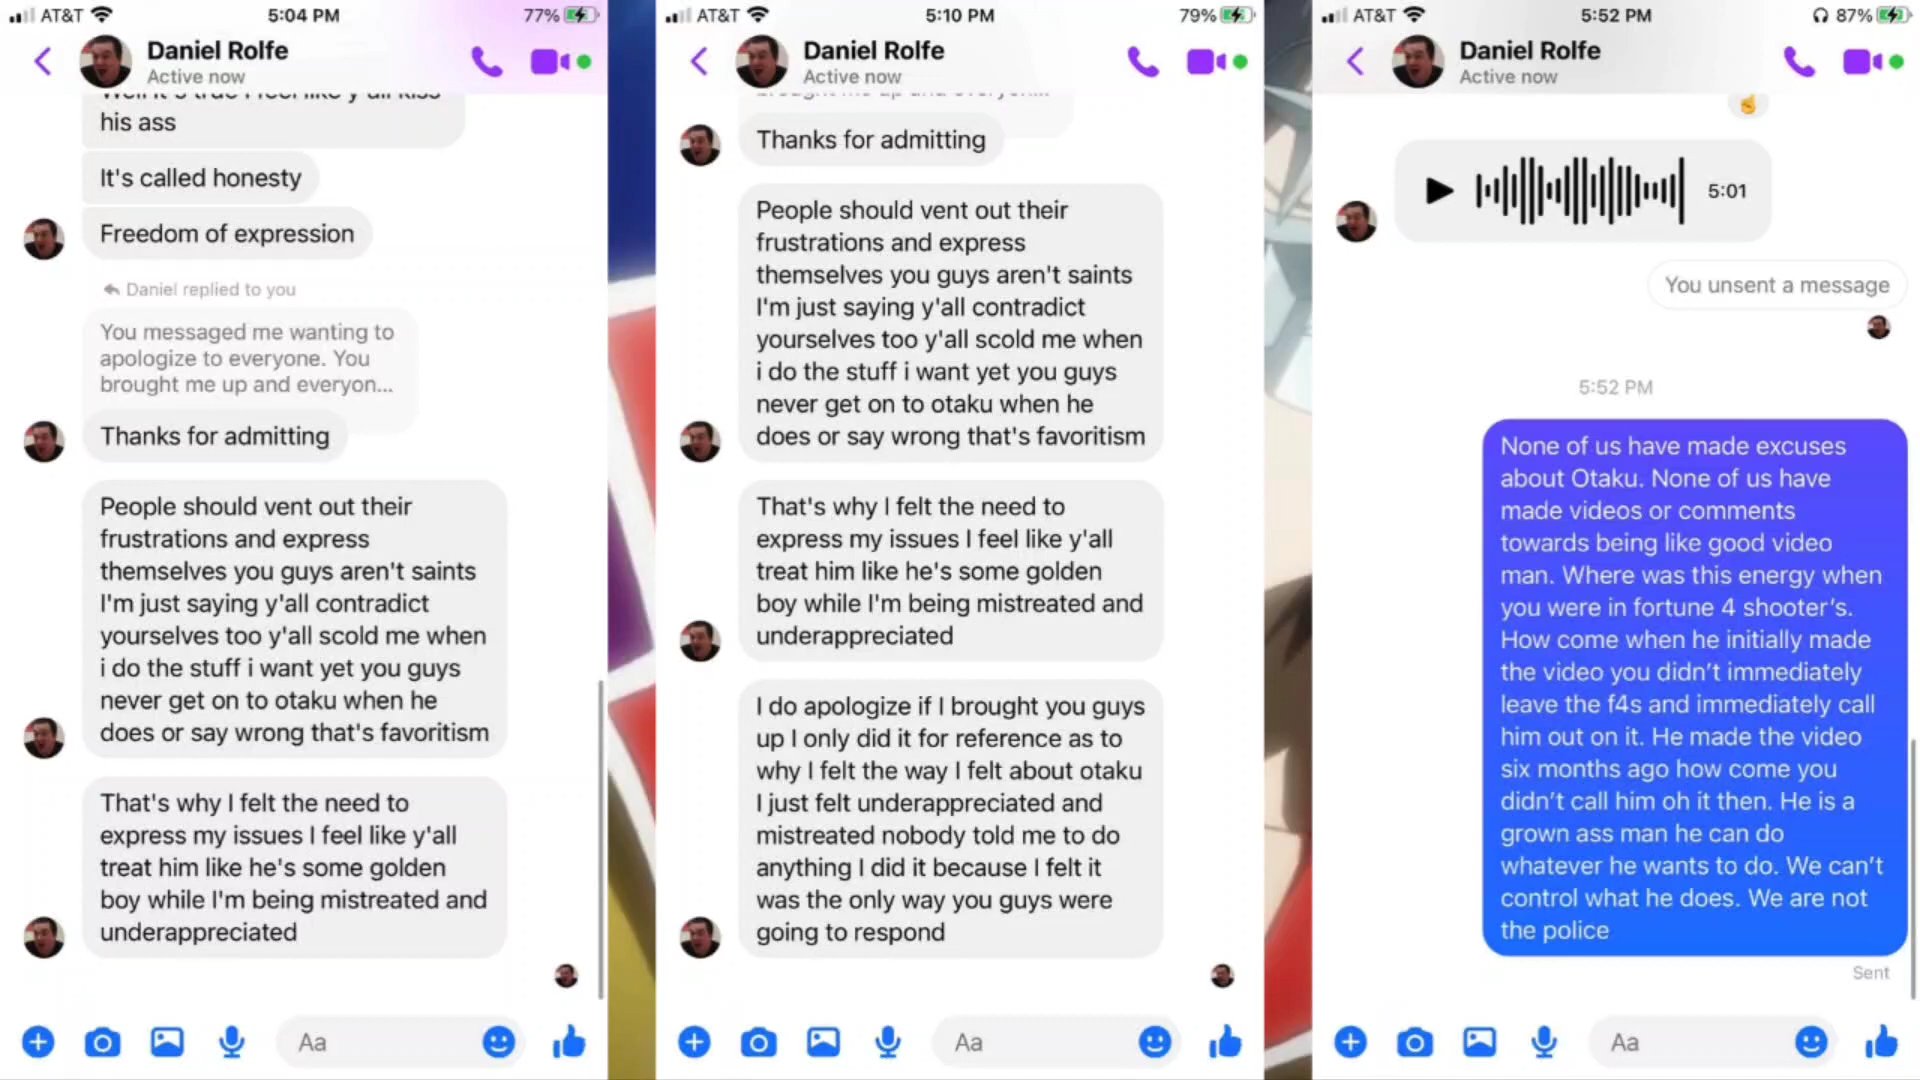 AT&T 5:04 PM 77%
Daniel Rolfe
Active now
Well it's true I feel like y'all kiss
his ass
It's called honesty
Freedom of expression
Daniel replied to you
You messaged me wanting to
apologize to everyone. You
brought me up and everyon...
Thanks for admitting
People should vent out their
frustrations and express
themselves you guys aren't saints
I'm just saying y'all contradict
yourselves too y'all scold me when
i do the stuff i want yet you guys
never get on to otaku when he
does or say wrong that's favoritism
That's why I felt the need to
express my issues I feel like y'all
treat him like he's some golden
boy while I'm being mistreated and
underappreciated
Aa
AT&T 5:10 PM 79%
Daniel Rolfe
Active now
brought me up and everyon...
Thanks for admitting
People should vent out their
frustrations and express
themselves you guys aren't saints
I'm just saying y'all contradict
yourselves too y'all scold me when
i do the stuff i want yet you guys
never get on to otaku when he
does or say wrong that's favoritism
That's why I felt the need to
express my issues I feel like y'all
treat him like he's some golden
boy while I'm being mistreated and
underappreciated
I do apologize if I brought you guys
up I only did it for reference as to
why I felt the way I felt about otaku
I just felt underappreciated and
mistreated nobody told me to do
anything I did it because I felt it
was the only way you guys were
going to respond
Aa
AT&T 5:52 PM 87%
Daniel Rolfe
Active now
5:01
You unsent a message
5:52 PM
None of us have made excuses
about Otaku. None of us have
made videos or comments
towards being like good video
man. Where was this energy when
you were in fortune 4 shooter's.
How come when he initially made
the video you didn't immediately
leave the f4s and immediately call
him out on it. He made the video
six months ago how come you
didn't call him oh it then. He is a
grown ass man he can do
whatever he wants to do. We can't
control what he does. We are not
the police
Sent
Aa